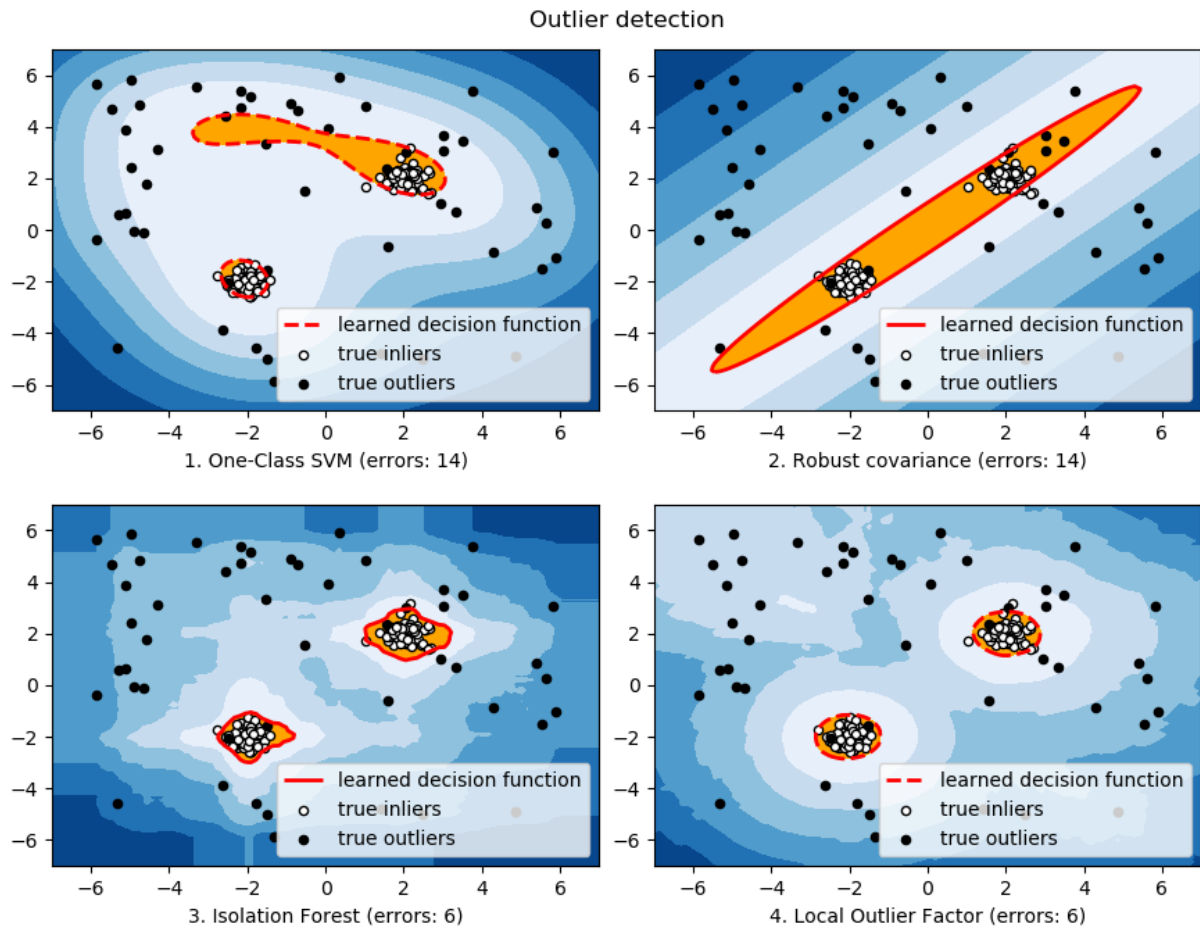 Outlier detection
6
4
2
0
−2
−4
−6
learned decision function
true inliers
true outliers
−6 −4 −2 0 2 4 6
1. One-Class SVM (errors: 14)
6
4
2
0
−2
−4
−6
learned decision function
true inliers
true outliers
−6 −4 −2 0 2 4 6
2. Robust covariance (errors: 14)
6
4
2
0
−2
−4
−6
learned decision function
true inliers
true outliers
−6 −4 −2 0 2 4 6
3. Isolation Forest (errors: 6)
6
4
2
0
−2
−4
−6
learned decision function
true inliers
true outliers
−6 −4 −2 0 2 4 6
4. Local Outlier Factor (errors: 6)